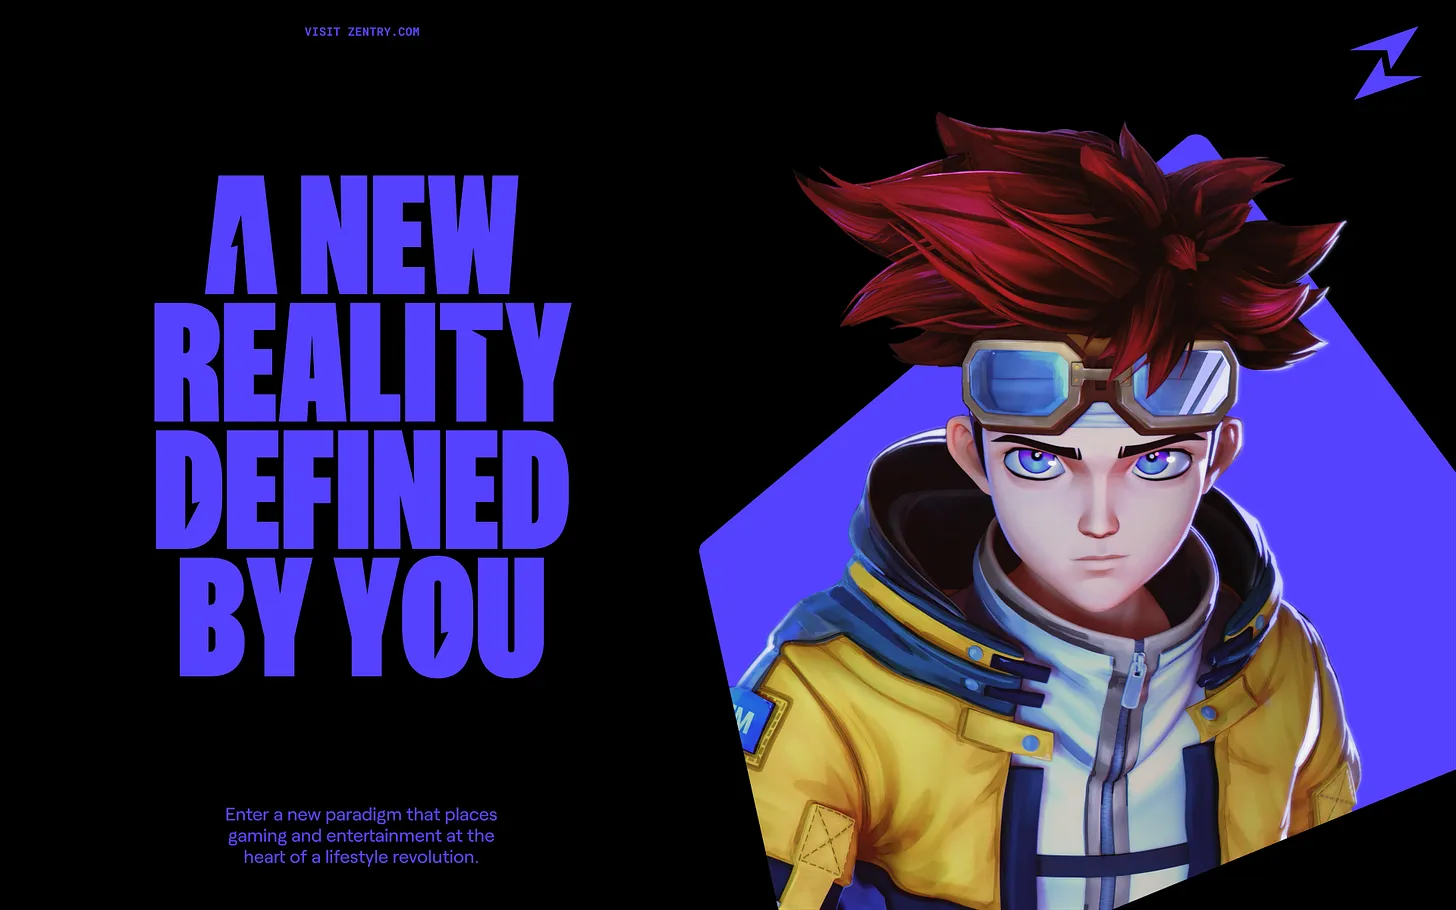 VISIT ZENTRY.COM
A NEW
REALITY
DEFINED
BY YOU
Enter a new paradigm that places
gaming and entertainment at the
heart of a lifestyle revolution.